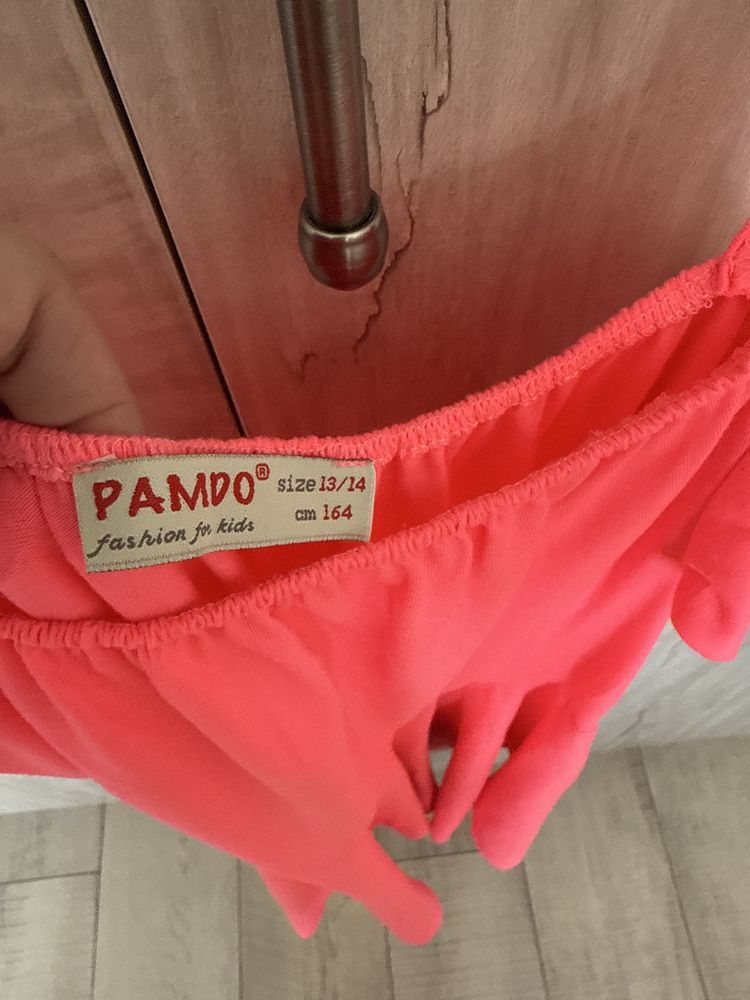 PAMDO® size 13/14
fashion for kids cm 164